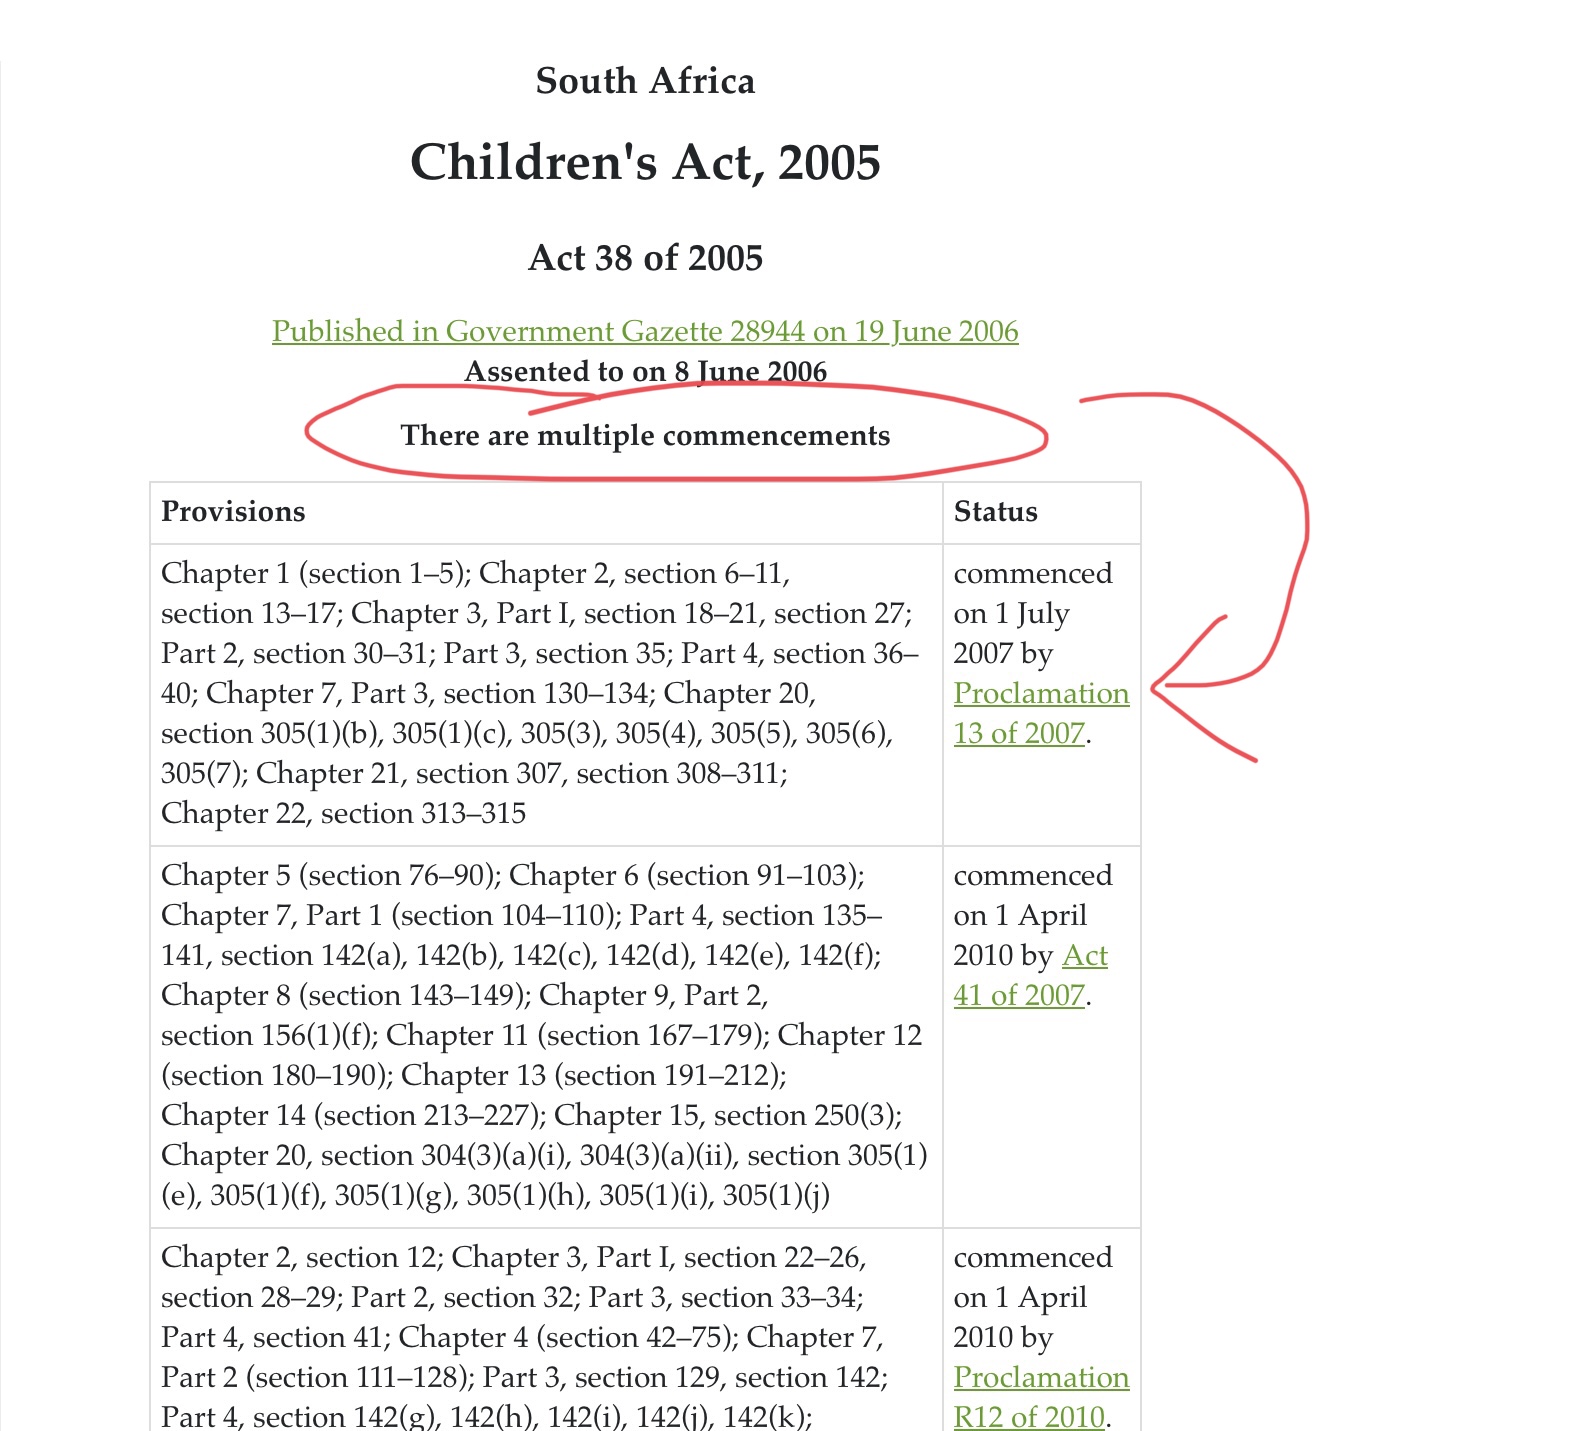 South Africa
Children's Act, 2005
Act 38 of 2005
Published in Government Gazette 28944 on 19 June 2006
Assented to on 8 June 2006
There are multiple commencements
Provisions
Status
Chapter 1 (section 1–5); Chapter 2, section 6–11,
section 13–17; Chapter 3, Part I, section 18–21, section 27;
Part 2, section 30–31; Part 3, section 35; Part 4, section 36–
40; Chapter 7, Part 3, section 130–134; Chapter 20,
section 305(1)(b), 305(1)(c), 305(3), 305(4), 305(5), 305(6),
305(7); Chapter 21, section 307, section 308–311;
Chapter 22, section 313–315
commenced
on 1 July
2007 by
Proclamation
13 of 2007.
Chapter 5 (section 76–90); Chapter 6 (section 91–103);
Chapter 7, Part 1 (section 104–110); Part 4, section 135–
141, section 142(a), 142(b), 142(c), 142(d), 142(e), 142(f);
Chapter 8 (section 143–149); Chapter 9, Part 2,
section 156(1)(f); Chapter 11 (section 167–179); Chapter 12
(section 180–190); Chapter 13 (section 191–212);
Chapter 14 (section 213–227); Chapter 15, section 250(3);
Chapter 20, section 304(3)(a)(i), 304(3)(a)(ii), section 305(1)
(e), 305(1)(f), 305(1)(g), 305(1)(h), 305(1)(i), 305(1)(j)
commenced
on 1 April
2010 by Act
41 of 2007.
Chapter 2, section 12; Chapter 3, Part I, section 22–26,
section 28–29; Part 2, section 32; Part 3, section 33–34;
Part 4, section 41; Chapter 4 (section 42–75); Chapter 7,
Part 2 (section 111–128); Part 3, section 129, section 142;
Part 4, section 142(g), 142(h), 142(i), 142(j), 142(k);
commenced
on 1 April
2010 by
Proclamation
R12 of 2010.